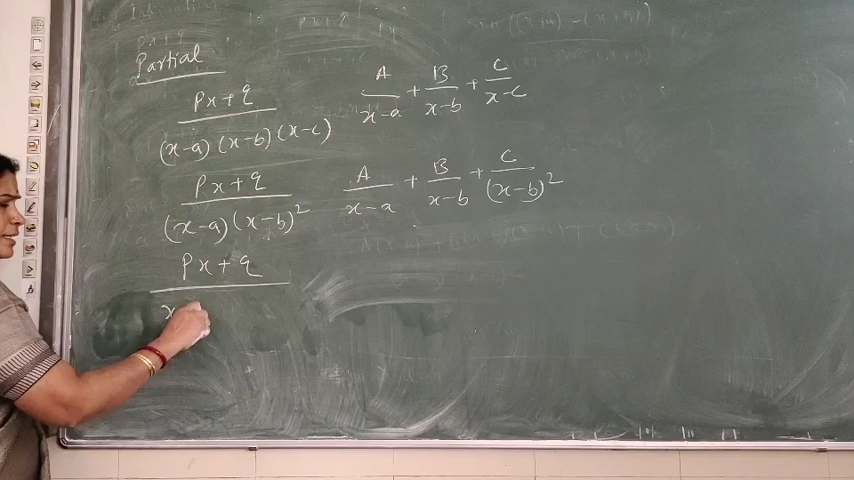 Partial
Px+q A/x-a + B/x-b + C/x-c
(x-a)(x-b)(x-c)
Px+q A/x-a + B/x-b + C/(x-b)²
(x-a)(x-b)²
Px+q
x